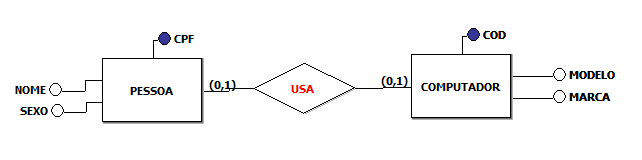 CPF
COD
NOME
SEXO
PESSOA
(0,1)
USA
(0,1)
COMPUTADOR
MODELO
MARCA